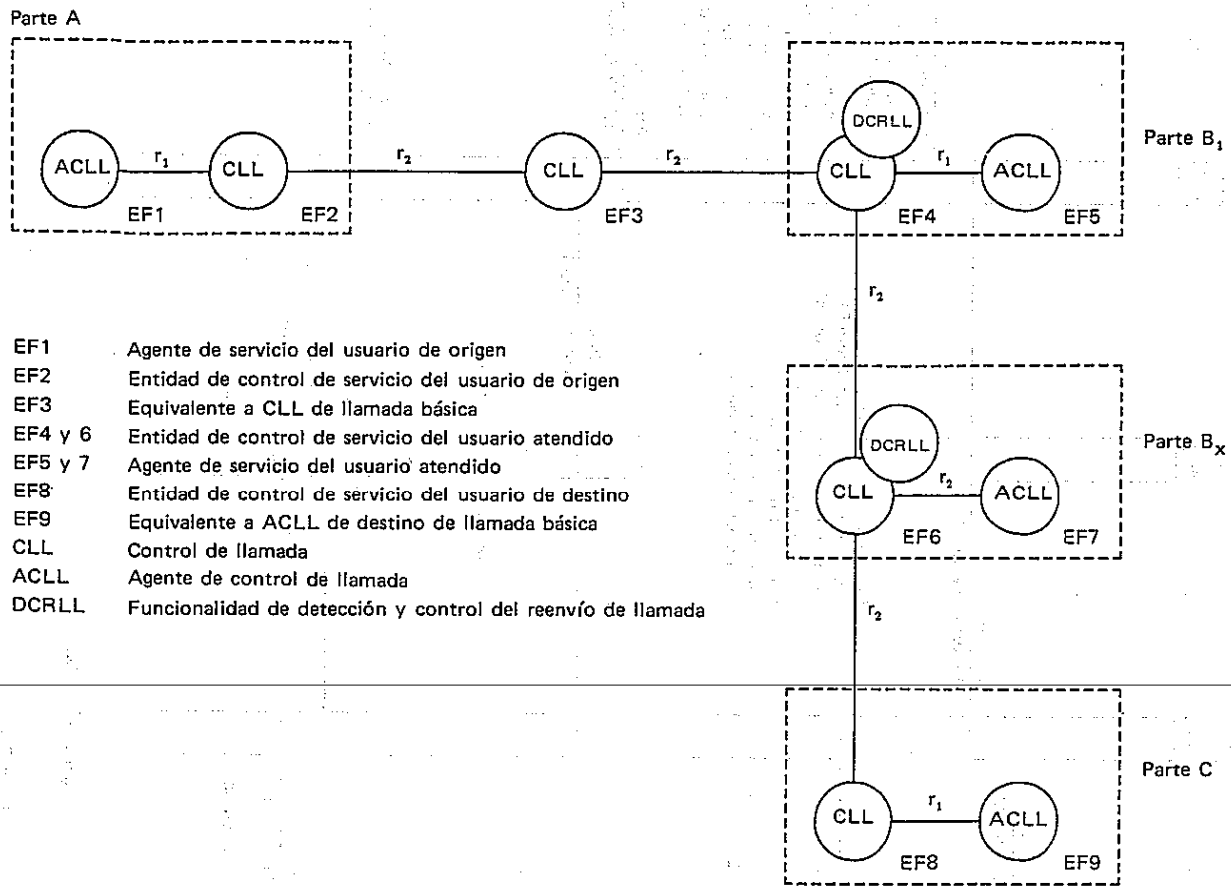 Parte A
DCRLL
Parte B₁
ACLL r₁ CLL r₂ CLL r₂ CLL r₁ ACLL
EF1 EF2 EF3 EF4 EF5
r₂
EF1 Agente de servicio del usuario de origen
EF2 Entidad de control de servicio del usuario de origen
EF3 Equivalente a CLL de llamada básica
EF4 y 6 Entidad de control de servicio del usuario atendido
EF5 y 7 Agente de servicio del usuario atendido
EF8 Entidad de control de servicio del usuario de destino
EF9 Equivalente a ACLL de destino de llamada básica
CLL Control de llamada
ACLL Agente de control de llamada
DCRLL Funcionalidad de detección y control del reenvío de llamada
DCRLL
Parte Bₓ
CLL r₂ ACLL
EF6 EF7
r₂
Parte C
CLL r₁ ACLL
EF8 EF9